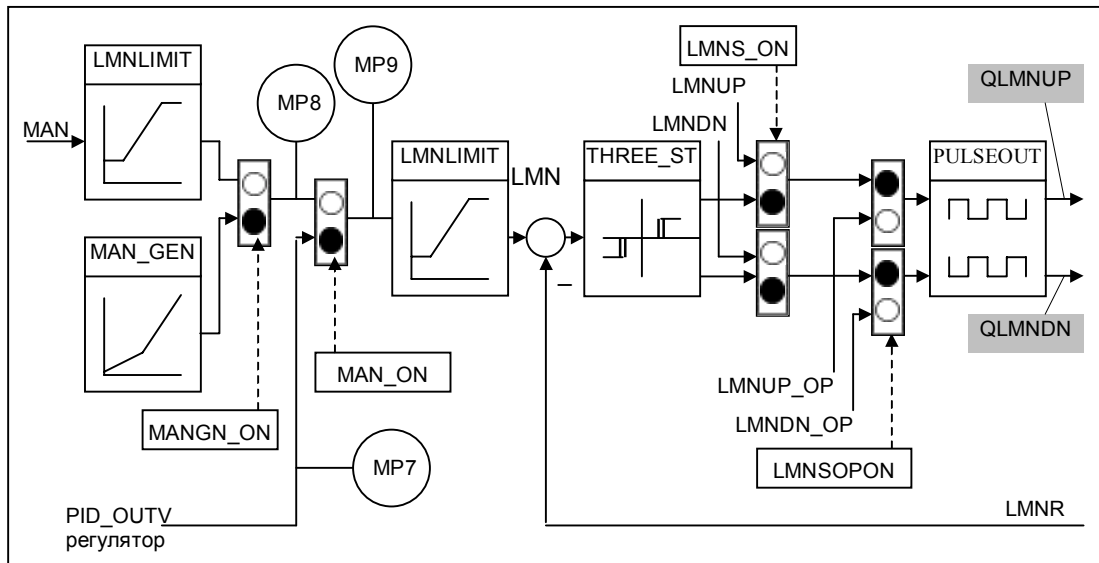 LMNLIMIT
MAN
MAN_GEN
MANGN_ON
MP8
MP9
MAN_ON
MP7
PID_OUTV
регулятор
LMNLIMIT
LMN
–
THREE_ST
LMNUP
LMNDN
LMNS_ON
LMNUP_OP
LMNDN_OP
LMNSOPON
PULSEOUT
QLMNUP
QLMNDN
LMNR